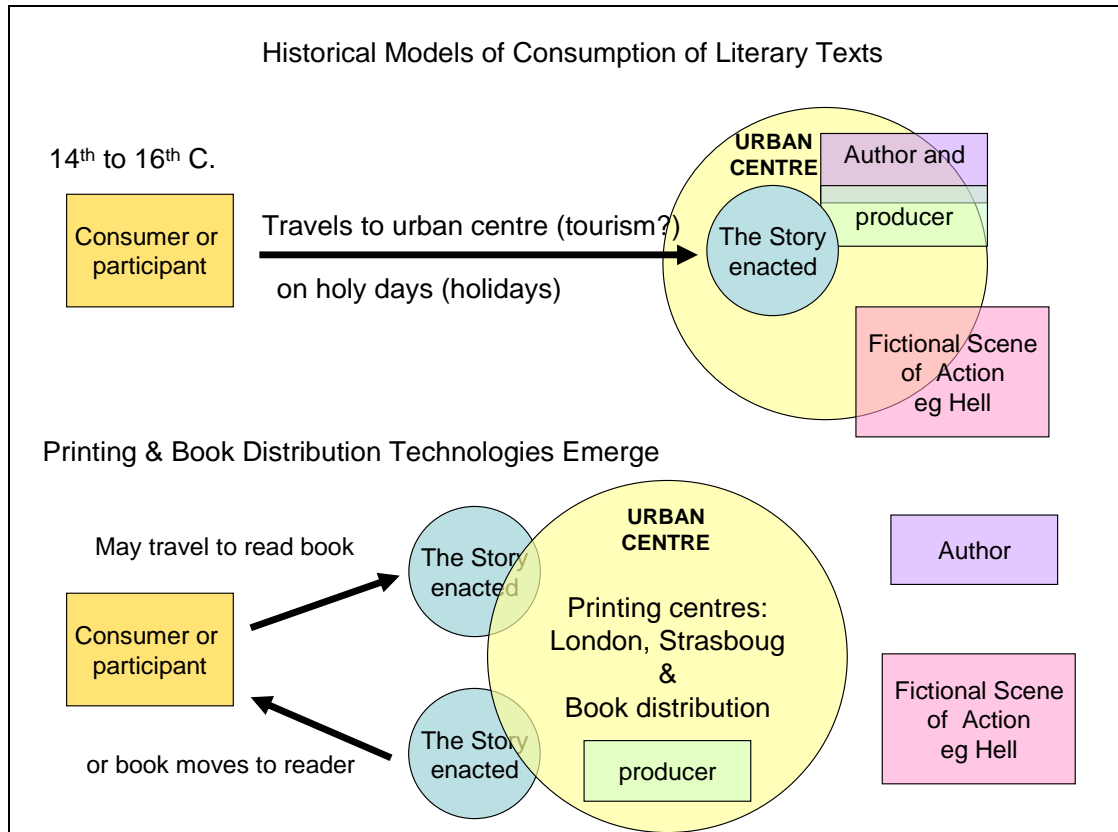 Historical Models of Consumption of Literary Texts
14th to 16th C.
Consumer or
participant
Travels to urban centre (tourism?)
on holy days (holidays)
URBAN
CENTRE
The Story
enacted
Author and
producer
Fictional Scene
of Action
eg Hell
Printing & Book Distribution Technologies Emerge
May travel to read book
Consumer or
participant
or book moves to reader
The Story
enacted
The Story
enacted
URBAN
CENTRE
Printing centres:
London, Strasboug
&
Book distribution
producer
Author
Fictional Scene
of Action
eg Hell